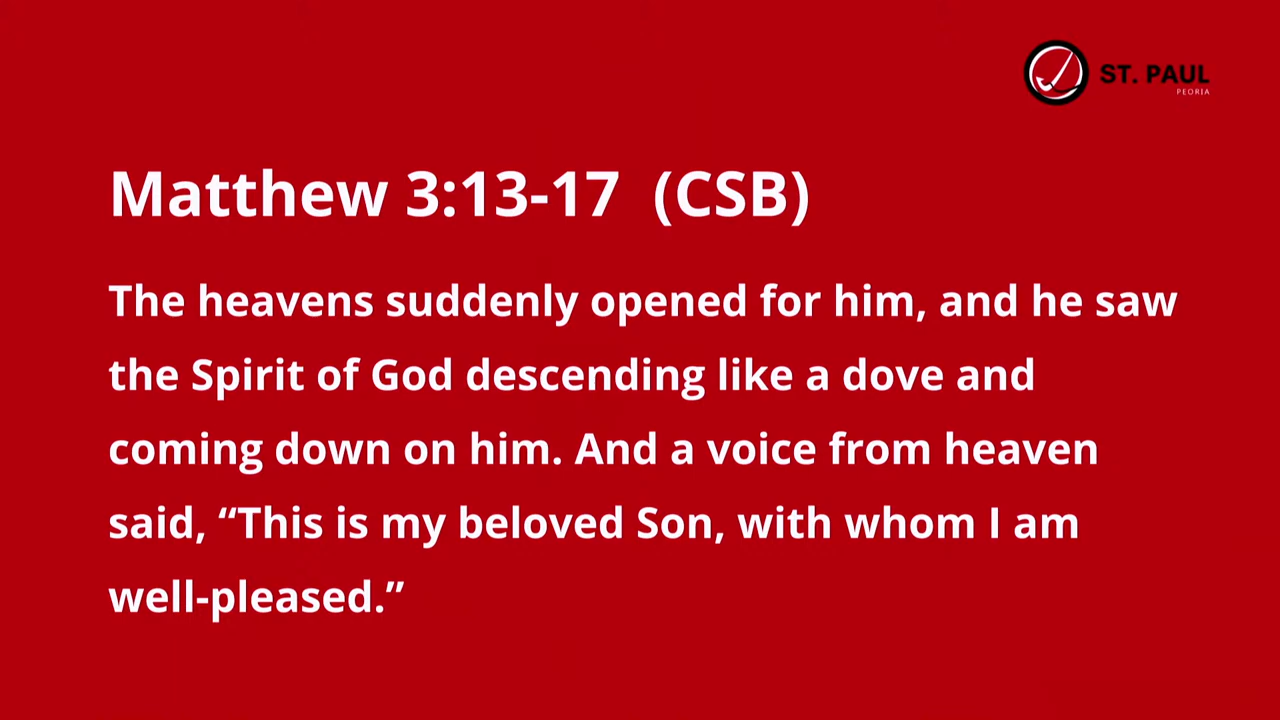 ST. PAUL
PEORIA
Matthew 3:13-17 (CSB)
The heavens suddenly opened for him, and he saw
the Spirit of God descending like a dove and
coming down on him. And a voice from heaven
said, “This is my beloved Son, with whom I am
well-pleased.”